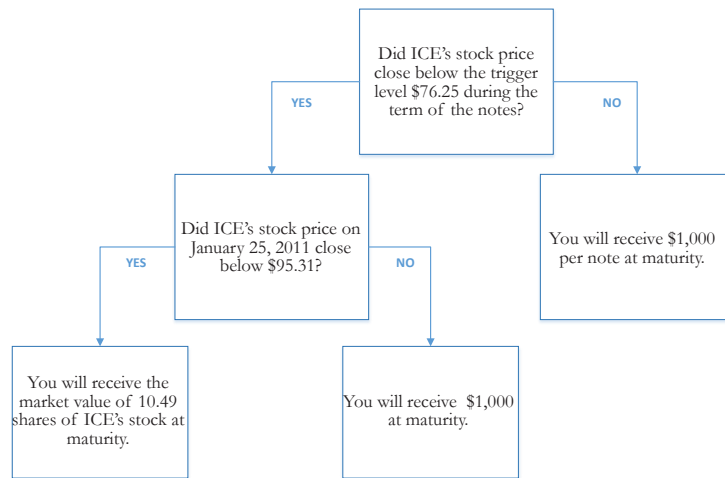 Did ICE's stock price
close below the trigger
level $76.25 during the
term of the notes?
YES
NO
Did ICE's stock price on
January 25, 2011 close
below $95.31?
You will receive $1,000
per note at maturity.
YES
NO
You will receive the
market value of 10.49
shares of ICE's stock at
maturity.
You will receive $1,000
at maturity.